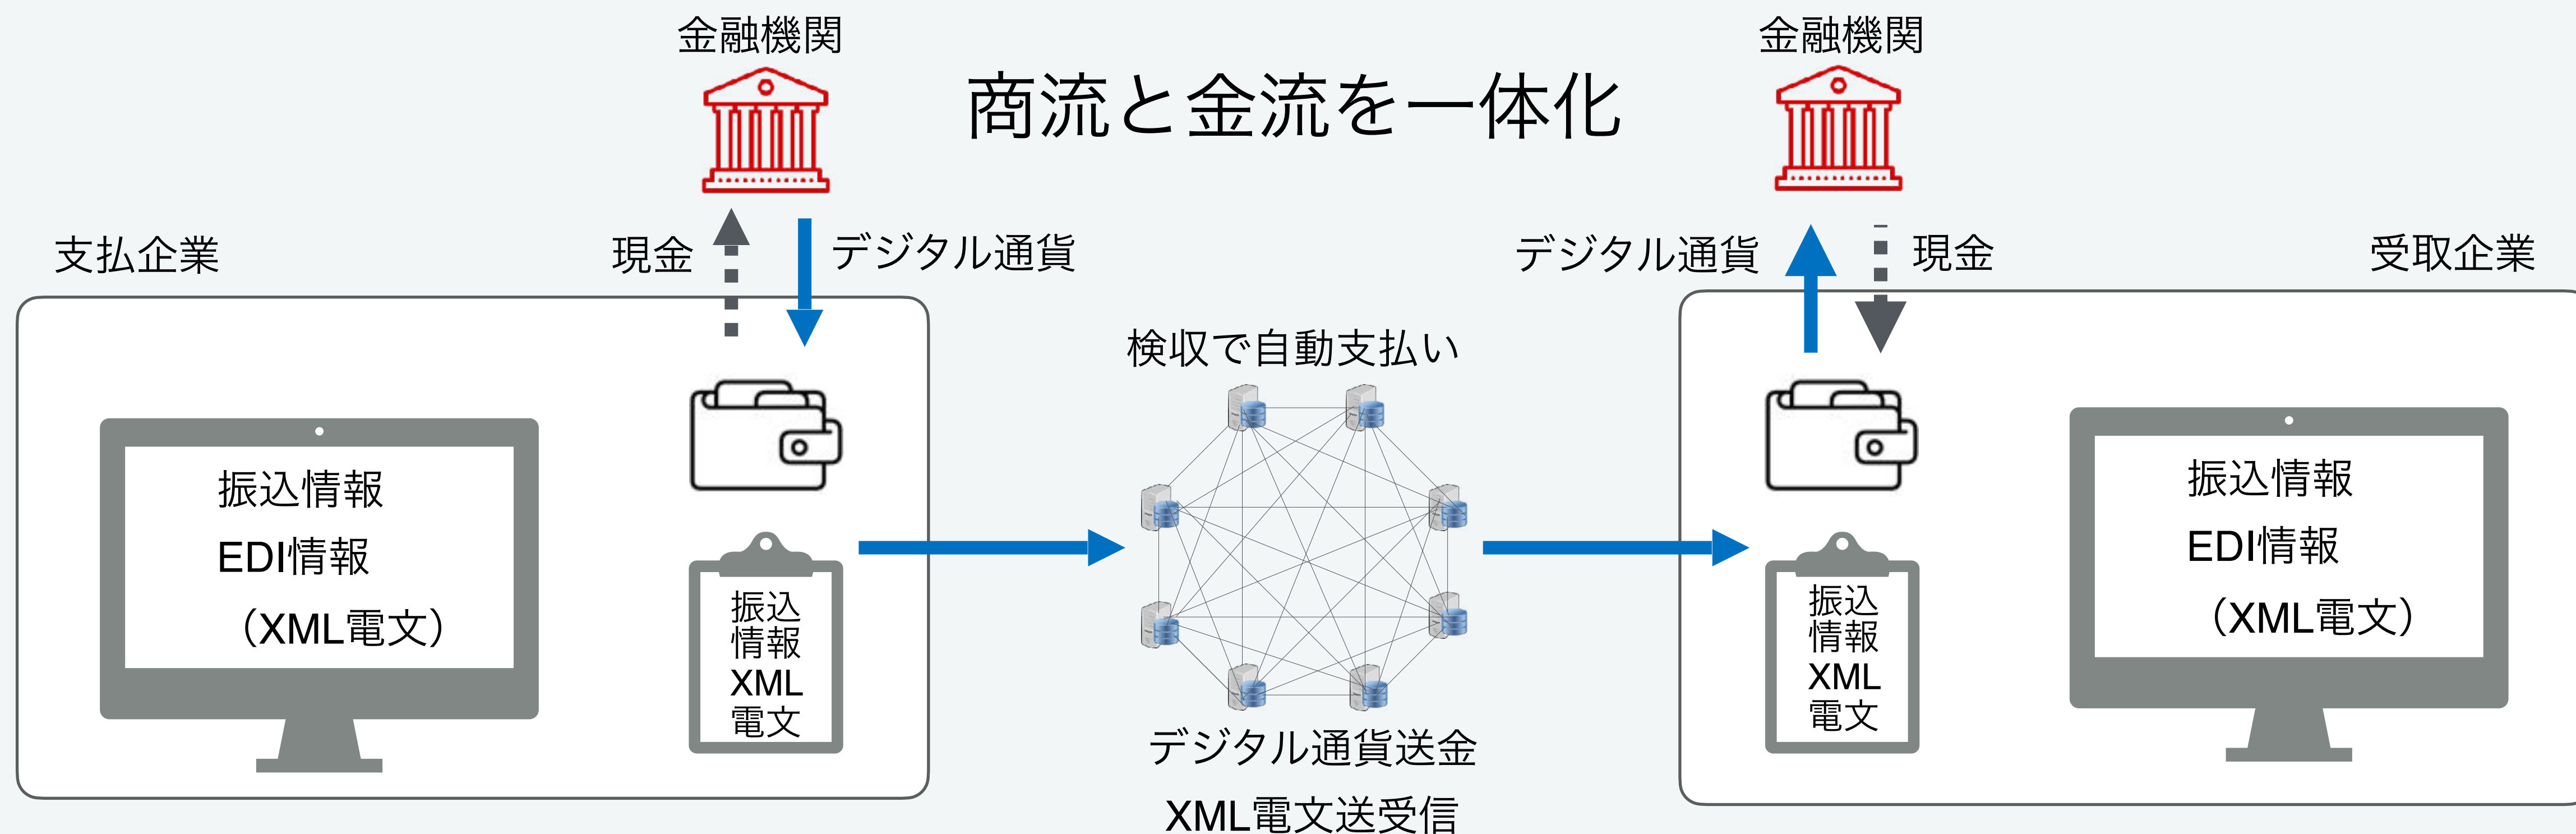 金融機関
金融機関
商流と金流を一体化
支払企業
現金
デジタル通貨
デジタル通貨
現金
受取企業
検収で自動支払い
振込情報
EDI情報
（XML電文）
振込
情報
XML
電文
振込
情報
XML
電文
振込情報
EDI情報
（XML電文）
デジタル通貨送金
XML電文送受信